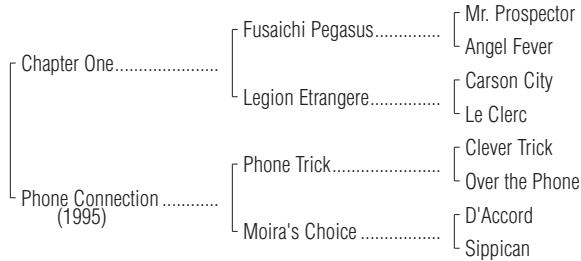 Mr. Prospector
Fusaichi Pegasus..............
Angel Fever
Chapter One......................
Carson City
Legion Etrangere...............
Le Clerc
Clever Trick
Phone Trick.......................
Over the Phone
Phone Connection ............
(1995)
D'Accord
Moira's Choice .................
Sippican